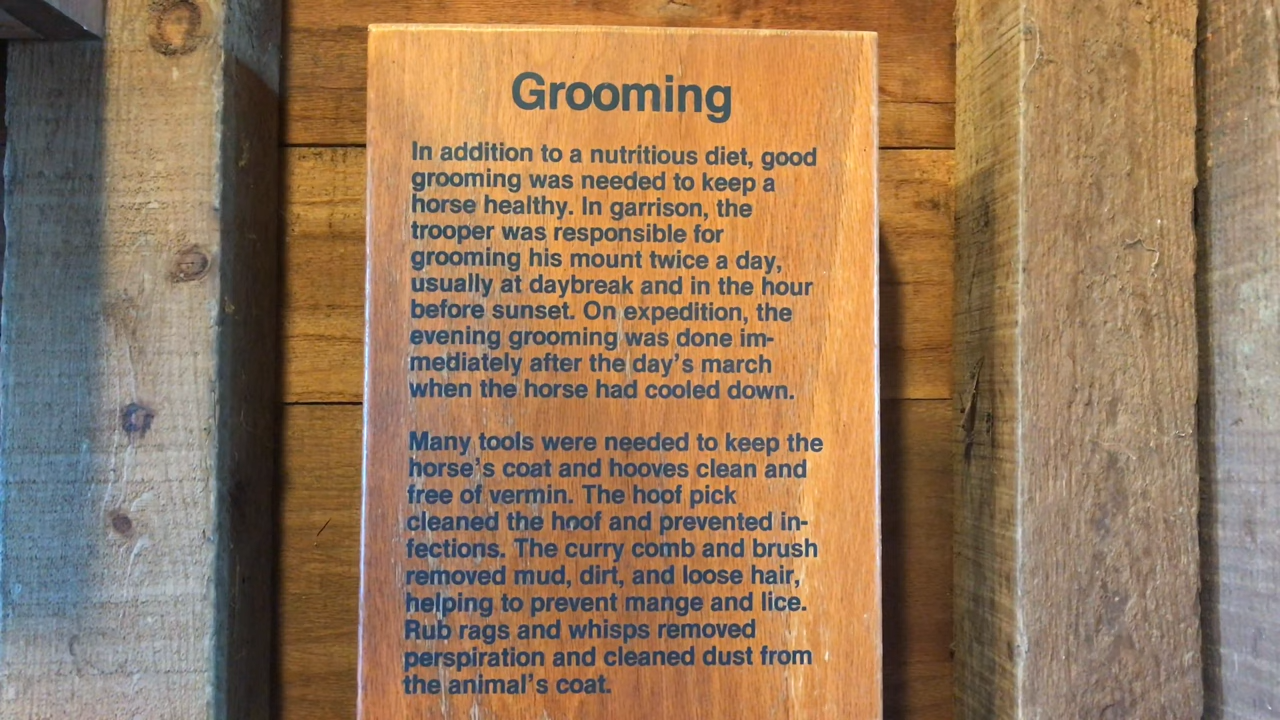 Grooming
In addition to a nutritious diet, good
grooming was needed to keep a
horse healthy. In garrison, the
trooper was responsible for
grooming his mount twice a day,
usually at daybreak and in the hour
before sunset. On expedition, the
evening grooming was done im-
mediately after the day's march
when the horse had cooled down.
Many tools were needed to keep the
horse's coat and hooves clean and
free of vermin. The hoof pick
cleaned the hoof and prevented in-
fections. The curry comb and brush
removed mud, dirt, and loose hair,
helping to prevent mange and lice.
Rub rags and whisps removed
perspiration and cleaned dust from
the animal's coat.